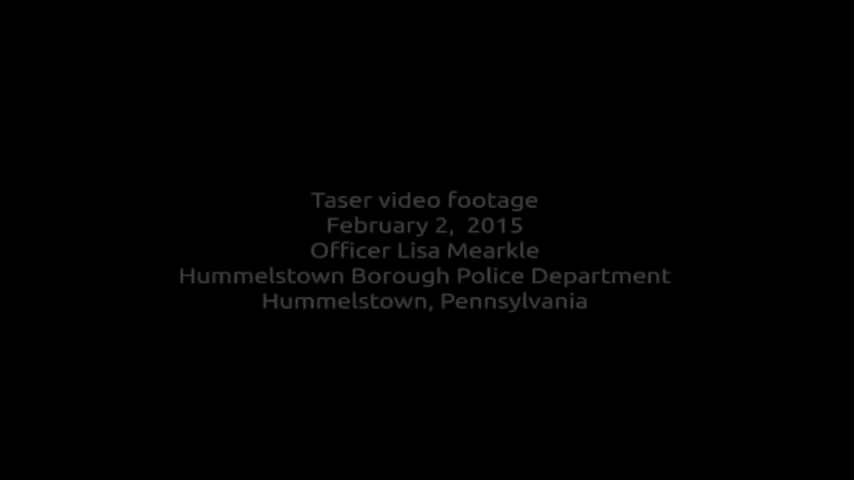 Taser video footage
February 2,  2015
Officer Lisa Mearkle
Hummelstown Borough Police Department
Hummelstown, Pennsylvania